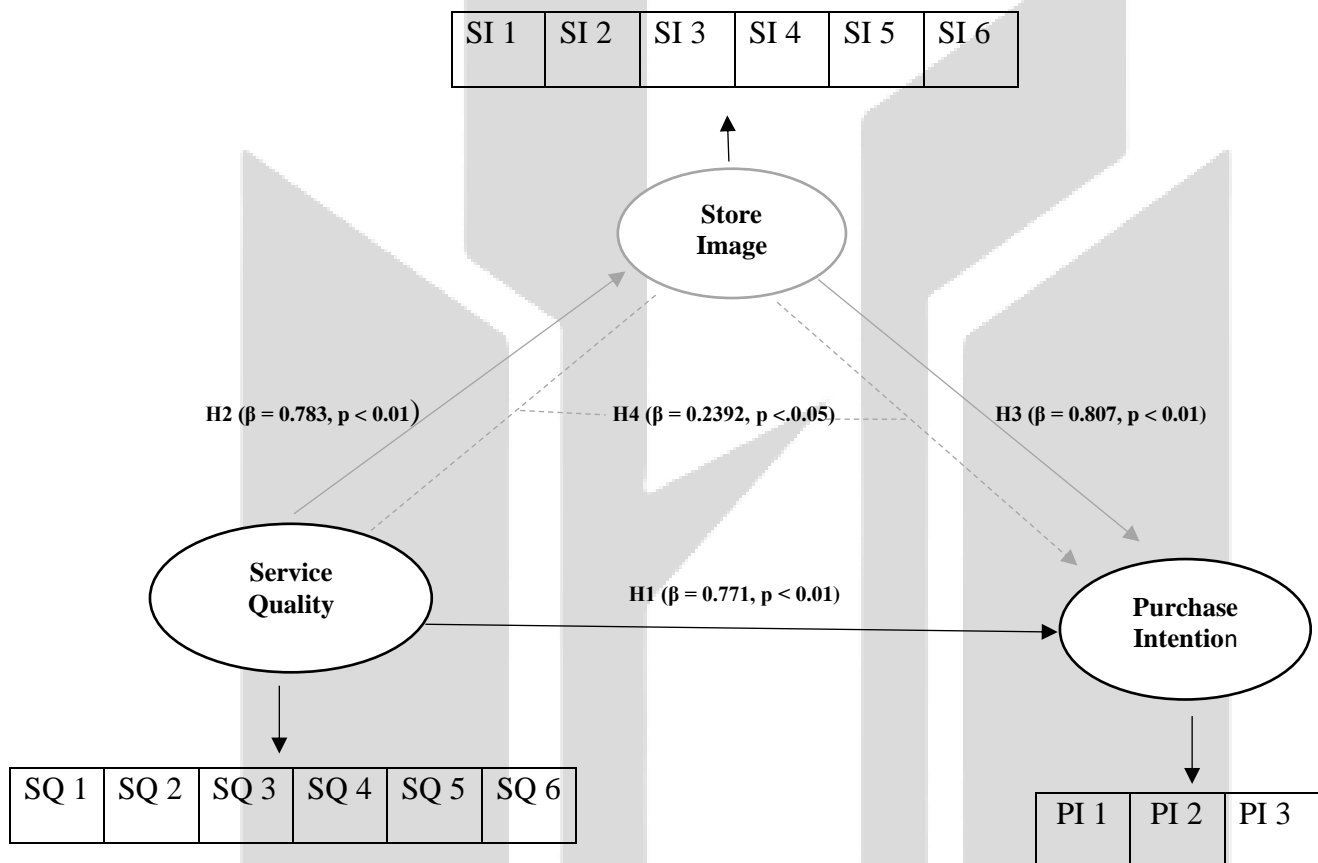 SI 1 SI 2 SI 3 SI 4 SI 5 SI 6
Store
Image
H2 (β = 0.783, p < 0.01)
H4 (β = 0.2392, p <.0.05)
H3 (β = 0.807, p < 0.01)
Service
Quality
H1 (β = 0.771, p < 0.01)
Purchase
Intention
SQ 1 SQ 2 SQ 3 SQ 4 SQ 5 SQ 6
PI 1 PI 2 PI 3